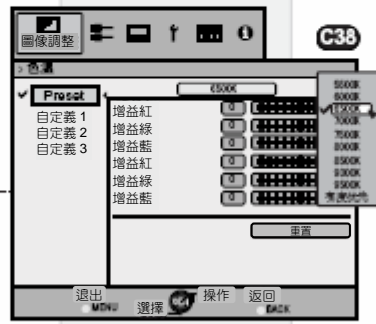 圖像調整
C38
色溫
Preset
6500K
自定義 1
自定義 2
自定義 3
增益紅 0
增益綠 0
增益藍 0
增益紅 0
增益綠 0
增益藍 0
重置
5500K
6000K
6500K
7000K
7500K
8000K
8500K
9300K
9500K
退出
MENU
選擇
操作
返回
BACK